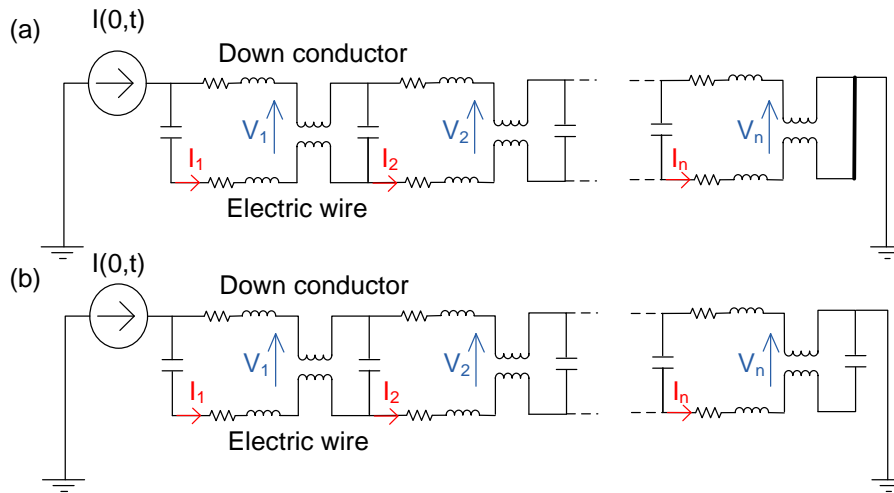 I(0,t)
(a)
Down conductor
V1
V2
Vn
I1
I2
In
Electric wire
I(0,t)
(b)
Down conductor
V1
V2
Vn
I1
I2
In
Electric wire